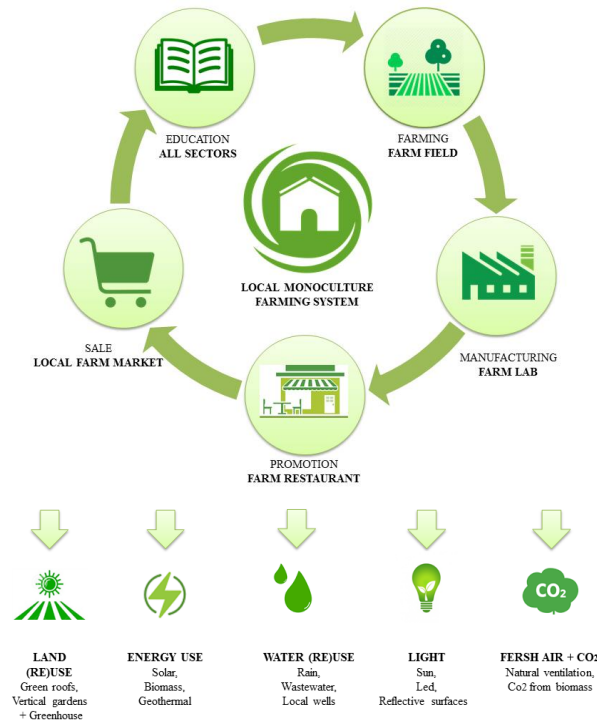 EDUCATION
ALL SECTORS
FARMING
FARM FIELD
LOCAL MONOCULTURE
FARMING SYSTEM
SALE
LOCAL FARM MARKET
MANUFACTURING
FARM LAB
PROMOTION
FARM RESTAURANT
CO₂
LAND
(RE)USE
Green roofs,
Vertical gardens
+ Greenhouse
ENERGY USE
Solar,
Biomass,
Geothermal
WATER (RE)USE
Rain,
Wastewater,
Local wells
LIGHT
Sun,
Led,
Reflective surfaces
FERSH AIR + CO2
Natural ventilation,
Co2 from biomass